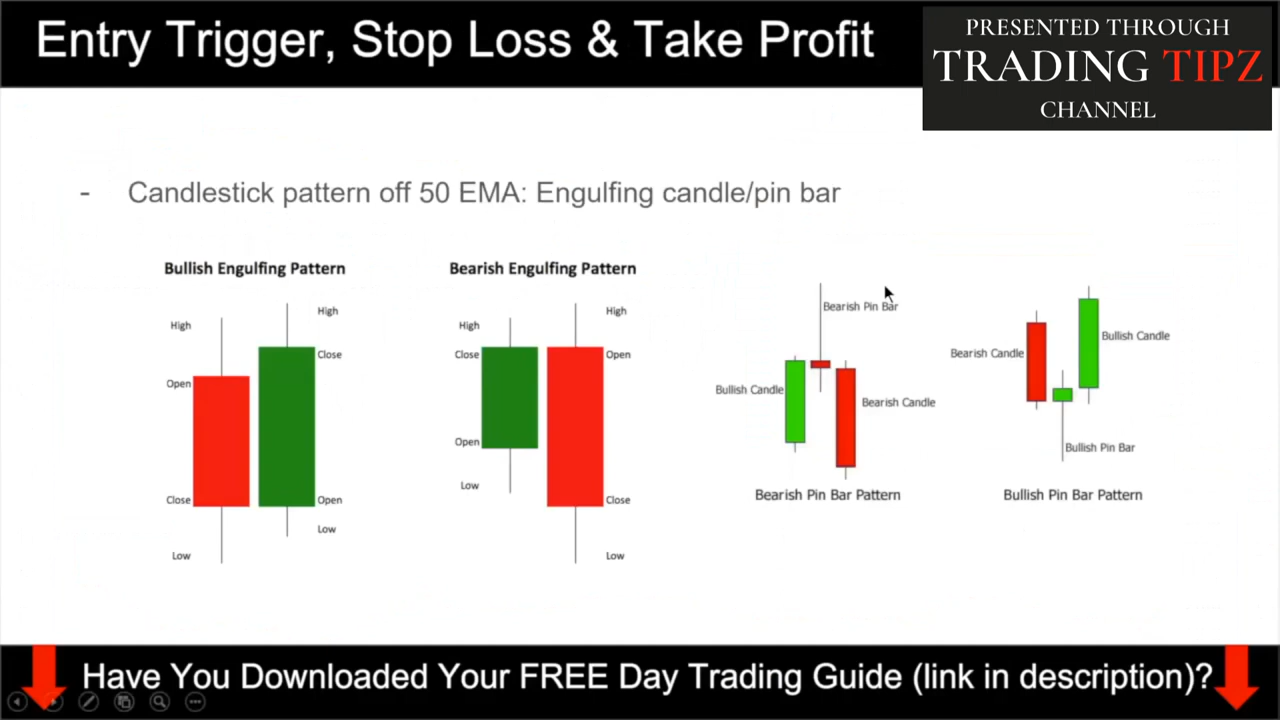 Entry Trigger, Stop Loss & Take Profit
PRESENTED THROUGH
TRADING TIPZ
CHANNEL
- Candlestick pattern off 50 EMA: Engulfing candle/pin bar
Bullish Engulfing Pattern
High
High
Close
Open
Close
Open
Low
Low
Bearish Engulfing Pattern
High
High
Close
Open
Open
Low
Close
Low
Bearish Pin Bar
Bullish Candle
Bearish Candle
Bearish Pin Bar Pattern
Bullish Candle
Bearish Candle
Bullish Pin Bar
Bullish Pin Bar Pattern
Have You Downloaded Your FREE Day Trading Guide (link in description)?